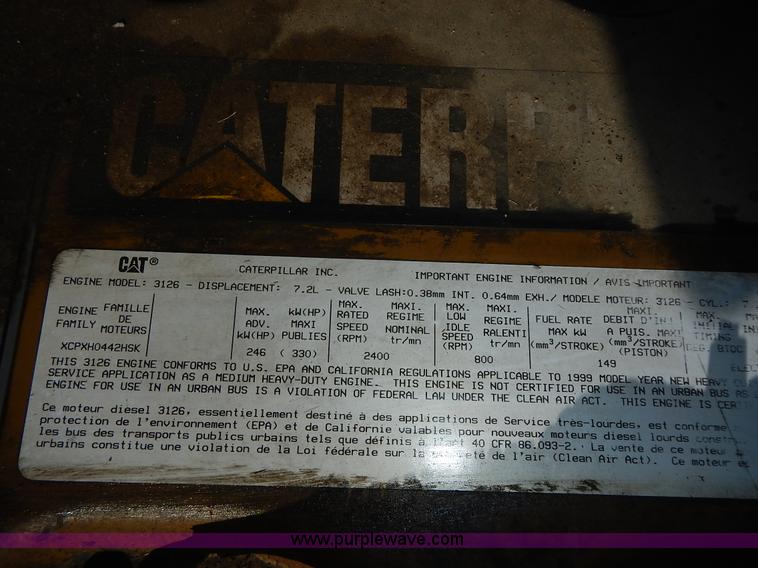 CATERP
CAT®
CATERPILLAR INC. IMPORTANT ENGINE INFORMATION / AVIS IMPORTANT
ENGINE MODEL: 3126 - DISPLACEMENT: 7.2L - VALVE LASH:0.38mm INT. 0.64mm EXH./ MODELE MOTEUR: 3126 - CYL.: 7.
ENGINE FAMILLE
FAMILY DE
MOTEURS
XCPXH0442HSK
MAX. kW(HP)
ADV. MAXI
kW(HP) PUBLIES
246 ( 330)
MAX. MAXI.
RATED REGIME
SPEED NOMINAL
(RPM) tr/mn
2400
MAX. MAXI.
LOW REGIME
IDLE RALENTI
SPEED tr/mn
(RPM)
800
MAXI.
FUEL RATE DEBIT D'INJ
MAX kW A PUIS. MAXI
(mm³/STROKE) (mm³/STROKE)
(PISTON)
149
MAX.
INITIAL
TIMING
DEG. BTDC
THIS 3126 ENGINE CONFORMS TO U.S. EPA AND CALIFORNIA REGULATIONS APPLICABLE TO 1999 MODEL YEAR NEW HEAVY
SERVICE APPLICATION AS A MEDIUM HEAVY-DUTY ENGINE. THIS ENGINE IS NOT CERTIFIED FOR USE IN AN URBAN BUS AS
ENGINE FOR USE IN AN URBAN BUS IS A VIOLATION OF FEDERAL LAW UNDER THE CLEAN AIR ACT. THIS ENGINE IS CERT
Ce moteur diesel 3126, essentiellement destiné à des applications de Service très-lourdes, est conforme
protection de l'environnement (EPA) et de Californie valables pour nouveaux moteurs diesel lourds const
les bus des transports publics urbains tels que définis à l'art 40 CFR 86.093-2. La vente de ce moteur
urbains constitue une violation de la Loi fédérale sur la de l'air (Clean Air Act). Ce moteur es
www.purplewave.com